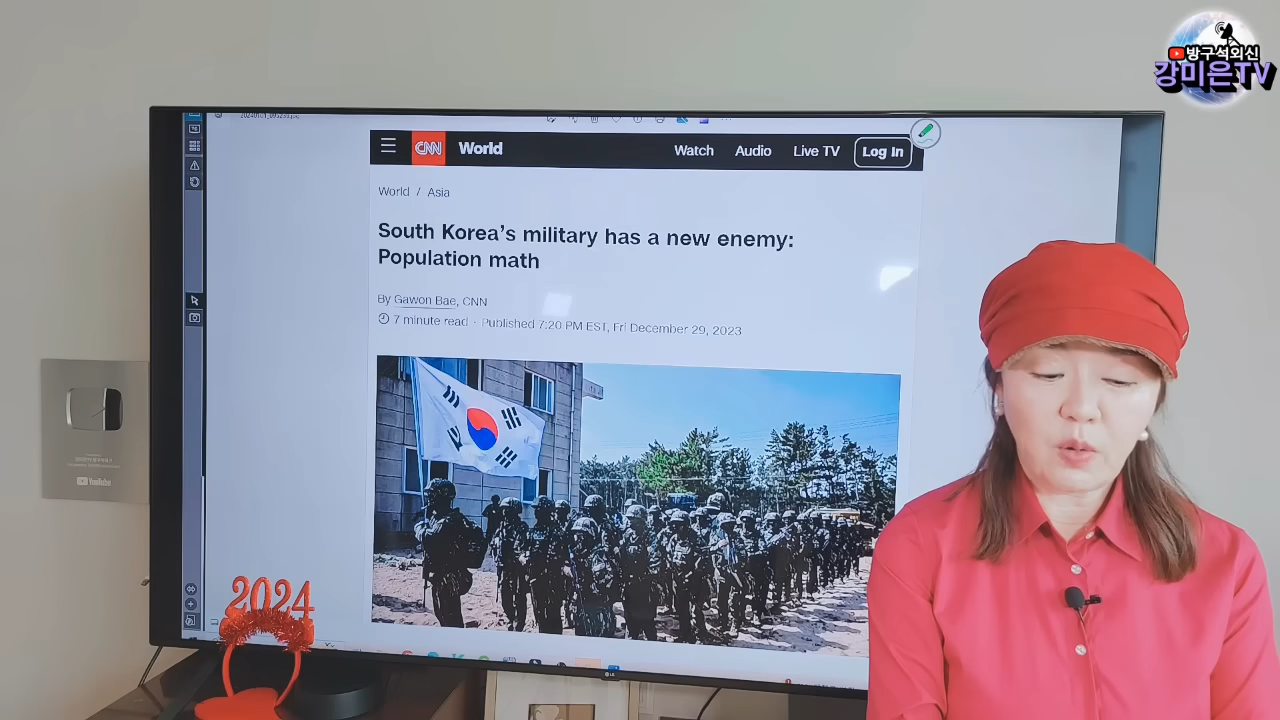 방구석외신
강미은TV
CNN World Watch Audio Live TV Log In
World / Asia
South Korea's military has a new enemy:
Population math
By Gawon Bae, CNN
7 minute read · Published 7:20 PM EST, Fri December 29, 2023
2024
YouTube
LG